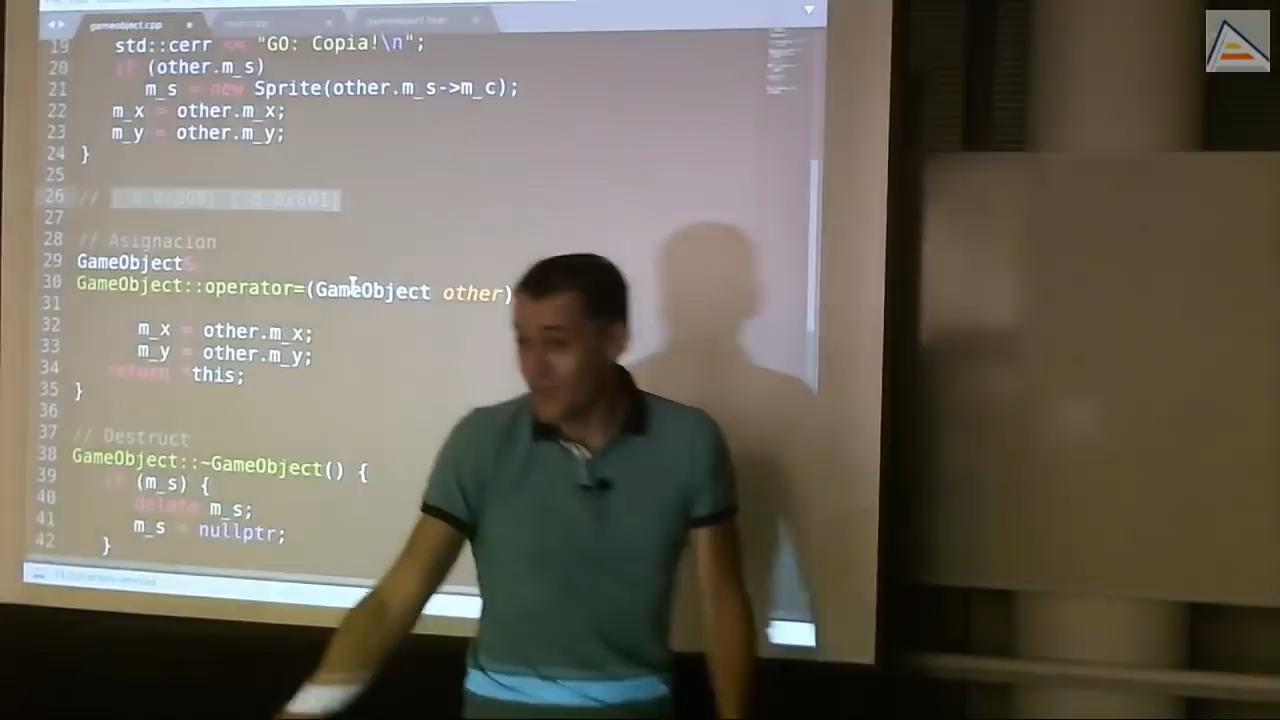 gameobject.cpp
19 std::cerr << "GO: Copia!\n";
20 if (other.m_s)
21 m_s = new Sprite(other.m_s->m_c);
22 m_x = other.m_x;
23 m_y = other.m_y;
24 }
25
26 //
27
28 // Asignacion
29 GameObject&
30 GameObject::operator=(GameObject other)
31
32 m_x = other.m_x;
33 m_y = other.m_y;
34 return *this;
35 }
36
37 // Destruct
38 GameObject::~GameObject() {
39 if (m_s) {
40 delete m_s;
41 m_s = nullptr;
42 }